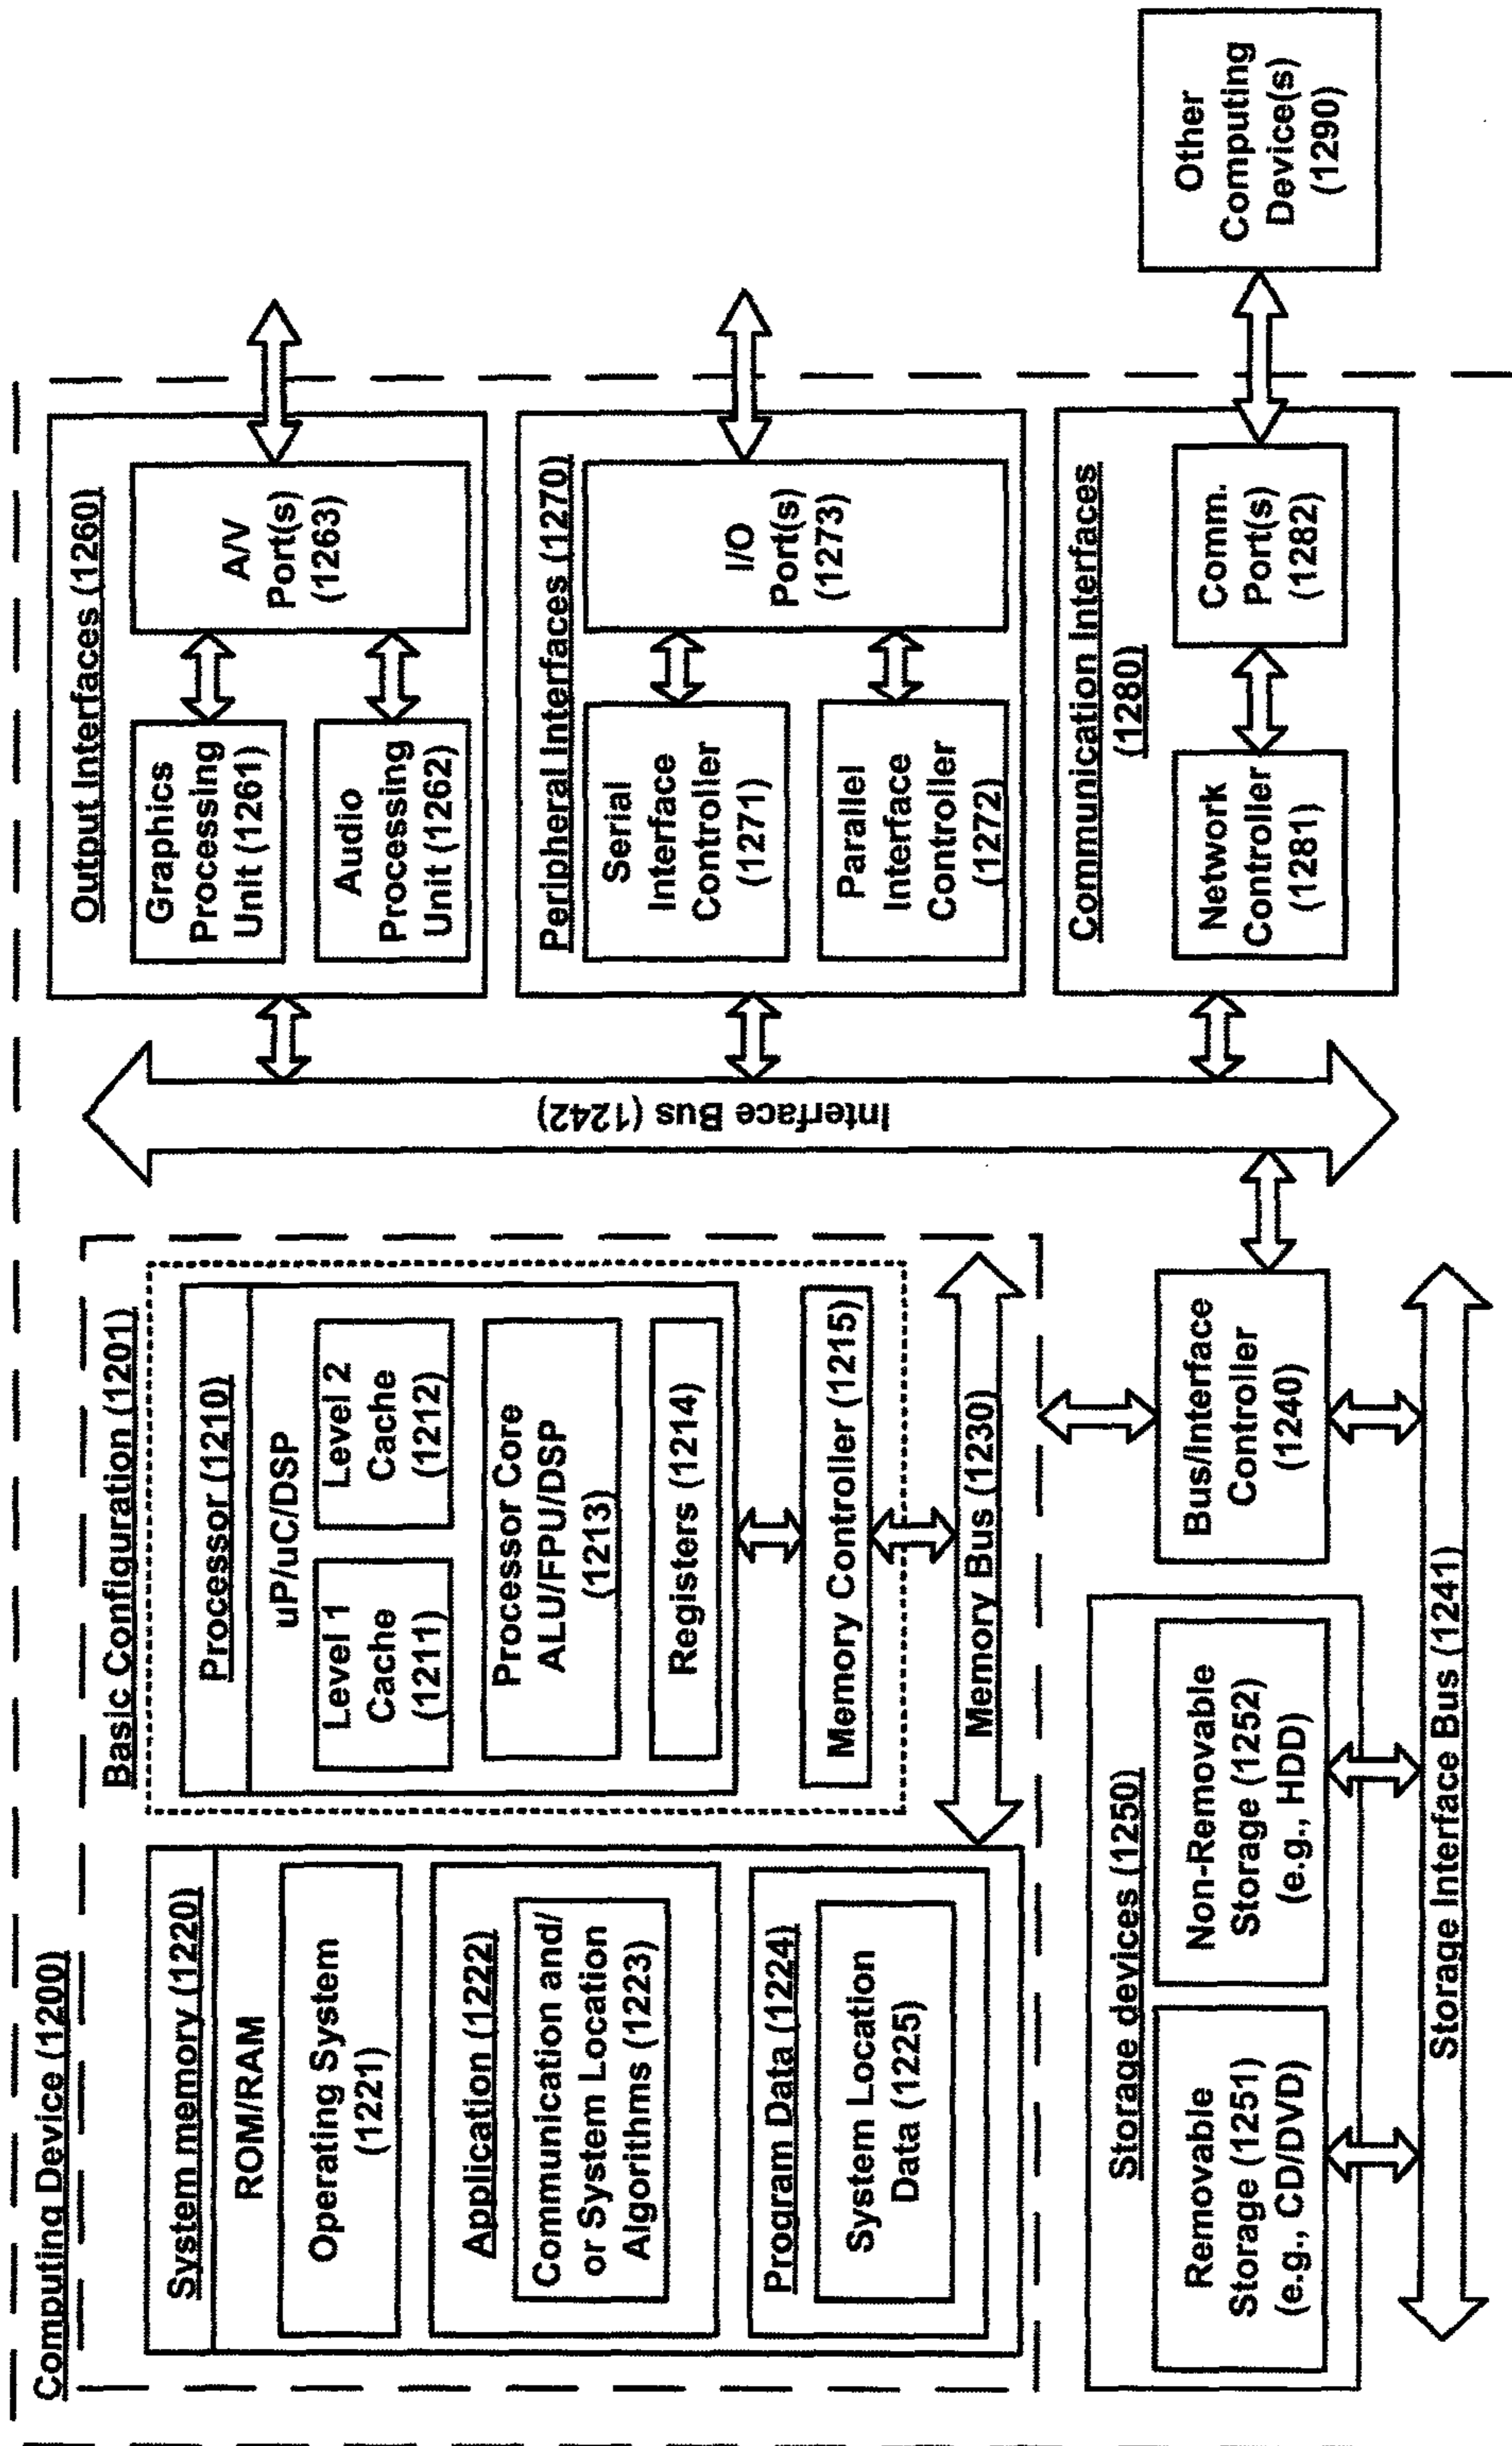 Computing Device (1200)
Basic Configuration (1201)
System memory (1220)
ROM/RAM
Operating System
(1221)
Application (1222)
Communication and/
or System Location
Algorithms (1223)
Program Data (1224)
System Location
Data (1225)
Processor (1210)
uP/uC/DSP
Level 1
Cache
(1211)
Level 2
Cache
(1212)
Processor Core
ALU/FPU/DSP
(1213)
Registers (1214)
Memory Controller (1215)
Memory Bus (1230)
Storage devices (1250)
Removable
Storage (1251)
(e.g., CD/DVD)
Non-Removable
Storage (1252)
(e.g., HDD)
Bus/Interface
Controller
(1240)
Storage Interface Bus (1241)
Interface Bus (1242)
Output Interfaces (1260)
Graphics
Processing
Unit (1261)
Audio
Processing
Unit (1262)
A/V
Port(s)
(1263)
Peripheral Interfaces (1270)
Serial
Interface
Controller
(1271)
Parallel
Interface
Controller
(1272)
I/O
Port(s)
(1273)
Communication Interfaces
(1280)
Network
Controller
(1281)
Comm.
Port(s)
(1282)
Other
Computing
Device(s)
(1290)